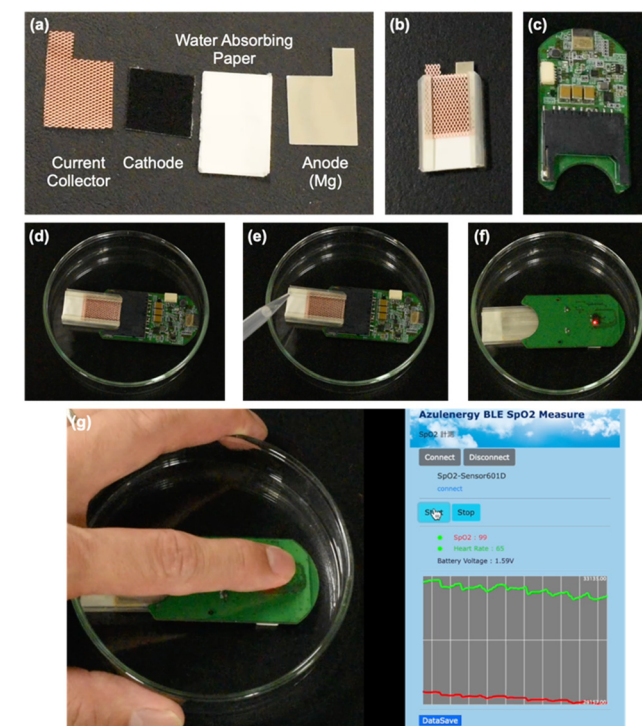 (a)
Water Absorbing
Paper
Current
Collector
Cathode
Anode
(Mg)
(b)
(c)
(d)
(e)
(f)
(g)
Azulenergy BLE SpO2 Measure
SpO2 計測
Connect
Disconnect
SpO2-Sensor601D
connect
Stop
SpO2 : 99
Heart Rate : 65
Battery Voltage : 1.59V
DataSave